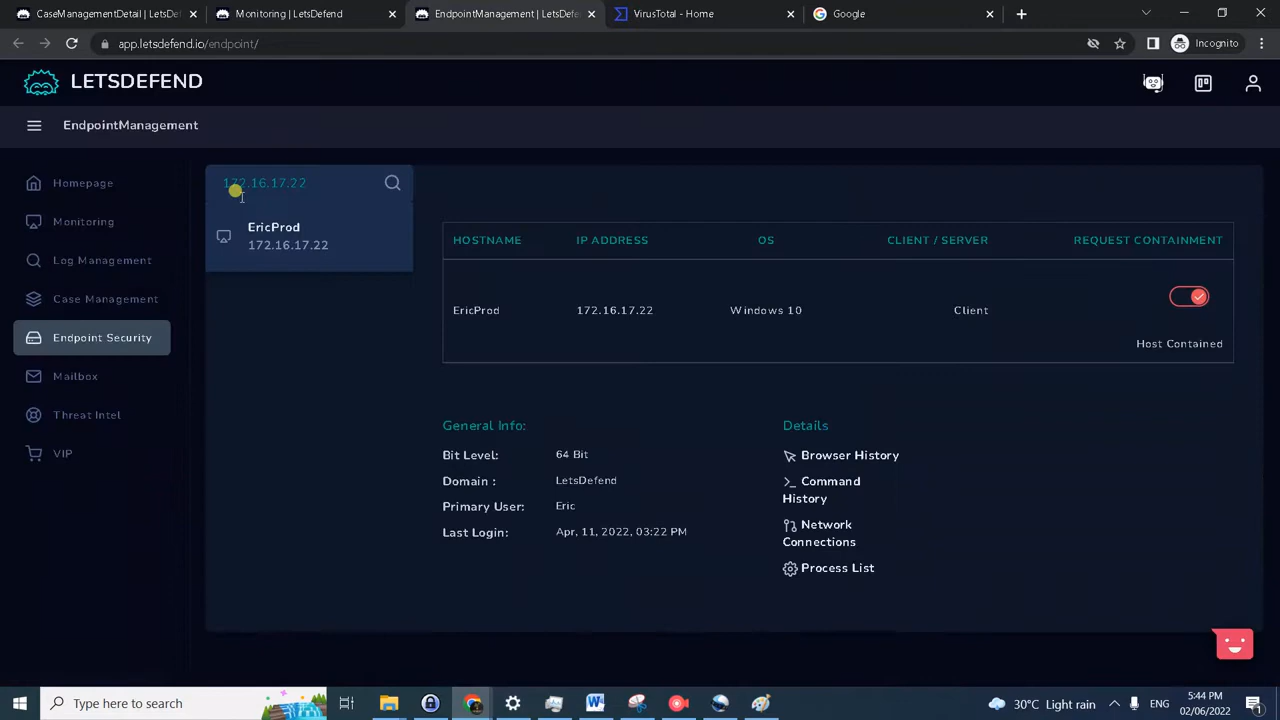 CaseManagementDetail | LetsDef
Monitoring | LetsDefend
EndpointManagement | LetsDefe
VirusTotal - Home
Google
app.letsdefend.io/endpoint/
Incognito
LETSDEFEND
EndpointManagement
Homepage
Monitoring
Log Management
Case Management
Endpoint Security
Mailbox
Threat Intel
VIP
172.16.17.22
EricProd
172.16.17.22
HOSTNAME IP ADDRESS OS CLIENT / SERVER REQUEST CONTAINMENT
EricProd 172.16.17.22 Windows 10 Client
Host Contained
General Info:
Bit Level: 64 Bit
Domain : LetsDefend
Primary User: Eric
Last Login: Apr, 11, 2022, 03:22 PM
Details
Browser History
Command
History
Network
Connections
Process List
Type here to search
30°C Light rain
ENG
5:44 PM
02/06/2022
1